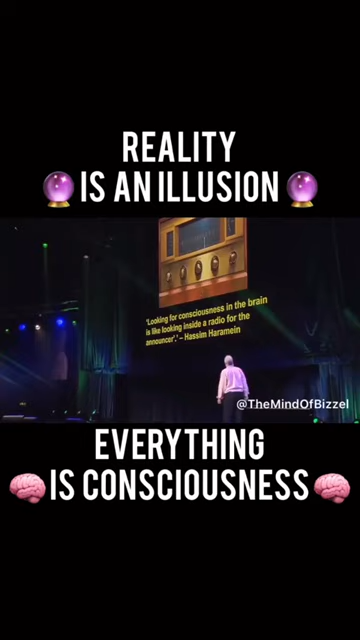 REALITY
IS AN ILLUSION
'Looking for consciousness in the brain
is like looking inside a radio for the
announcer'.' – Hassim Haramein
@TheMindOfBizzel
EVERYTHING
IS CONSCIOUSNESS